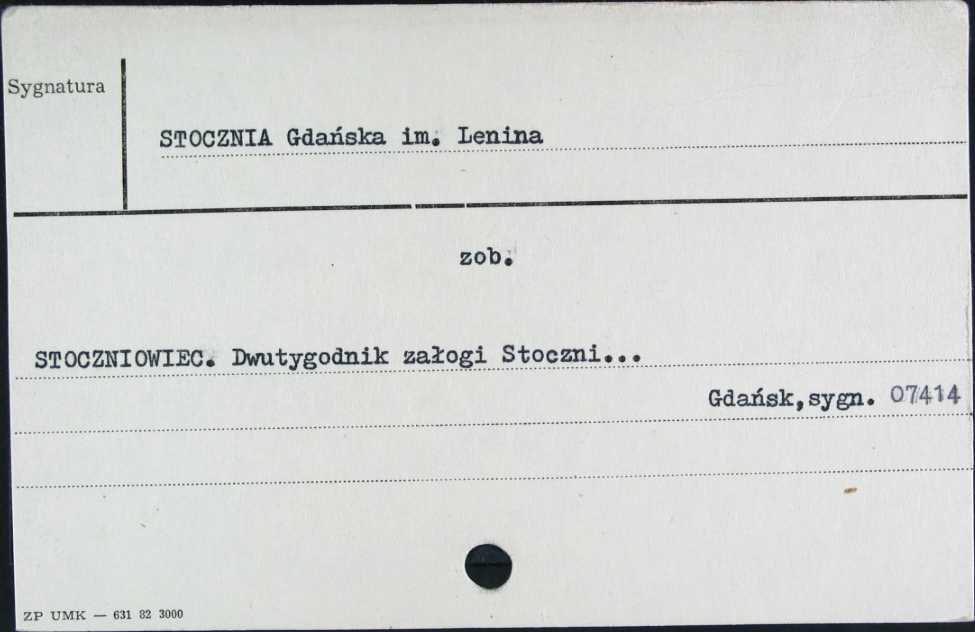 Sygnatura
STOCZNIA Gdańska im. Lenina
zob.
STOCZNIOWIEC. Dwutygodnik załogi Stoczni...
Gdańsk,sygn. 07414
ZP UMK — 631 82 3000